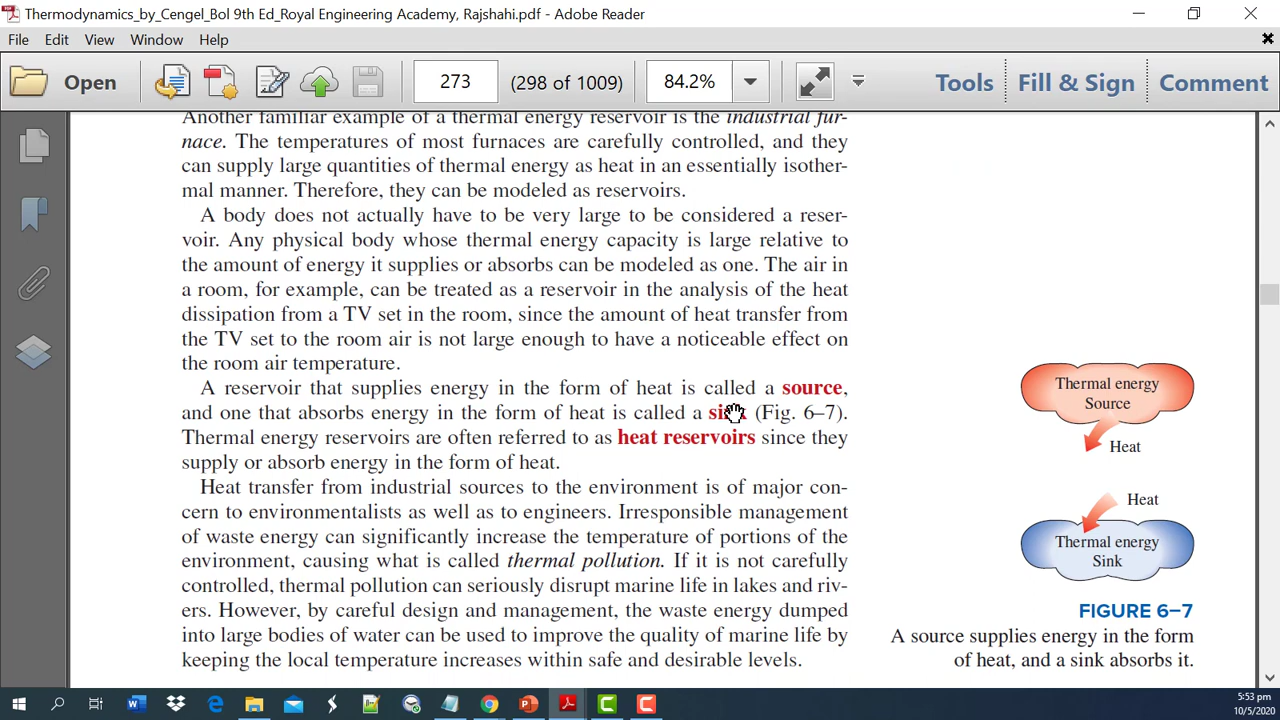 Thermodynamics_by_Cengel_Bol 9th Ed_Royal Engineering Academy, Rajshahi.pdf - Adobe Reader
File Edit View Window Help
Open 273 (298 of 1009) 84.2% Tools Fill & Sign Comment
Another familiar example of a thermal energy reservoir is the industrial fur-
nace. The temperatures of most furnaces are carefully controlled, and they
can supply large quantities of thermal energy as heat in an essentially isother-
mal manner. Therefore, they can be modeled as reservoirs.
A body does not actually have to be very large to be considered a reser-
voir. Any physical body whose thermal energy capacity is large relative to
the amount of energy it supplies or absorbs can be modeled as one. The air in
a room, for example, can be treated as a reservoir in the analysis of the heat
dissipation from a TV set in the room, since the amount of heat transfer from
the TV set to the room air is not large enough to have a noticeable effect on
the room air temperature.
A reservoir that supplies energy in the form of heat is called a source,
and one that absorbs energy in the form of heat is called a sink (Fig. 6–7).
Thermal energy reservoirs are often referred to as heat reservoirs since they
supply or absorb energy in the form of heat.
Heat transfer from industrial sources to the environment is of major con-
cern to environmentalists as well as to engineers. Irresponsible management
of waste energy can significantly increase the temperature of portions of the
environment, causing what is called thermal pollution. If it is not carefully
controlled, thermal pollution can seriously disrupt marine life in lakes and riv-
ers. However, by careful design and management, the waste energy dumped
into large bodies of water can be used to improve the quality of marine life by
keeping the local temperature increases within safe and desirable levels.
Thermal energy
Source
Heat
Heat
Thermal energy
Sink
FIGURE 6–7
A source supplies energy in the form
of heat, and a sink absorbs it.
5:53 pm
10/5/2020